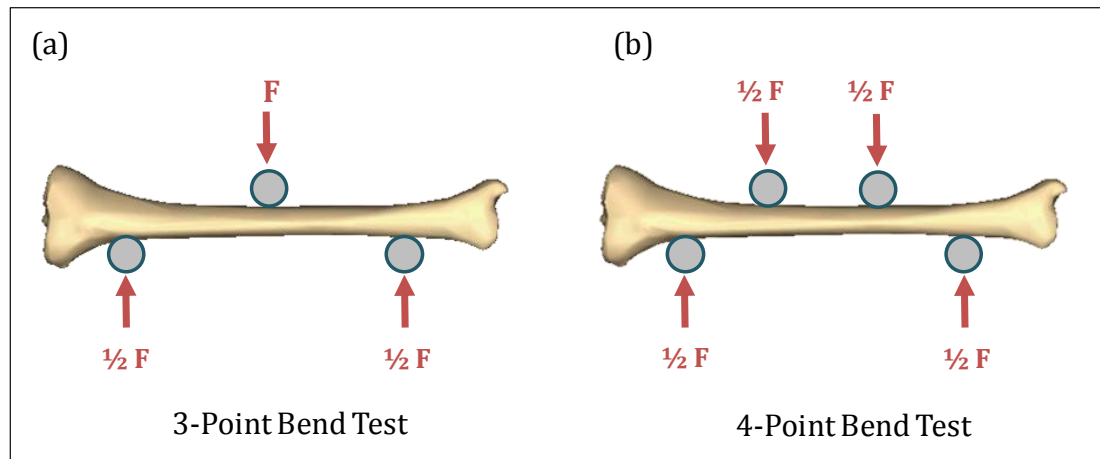 (a)
F
½ F
½ F
3-Point Bend Test
(b)
½ F
½ F
½ F
½ F
4-Point Bend Test